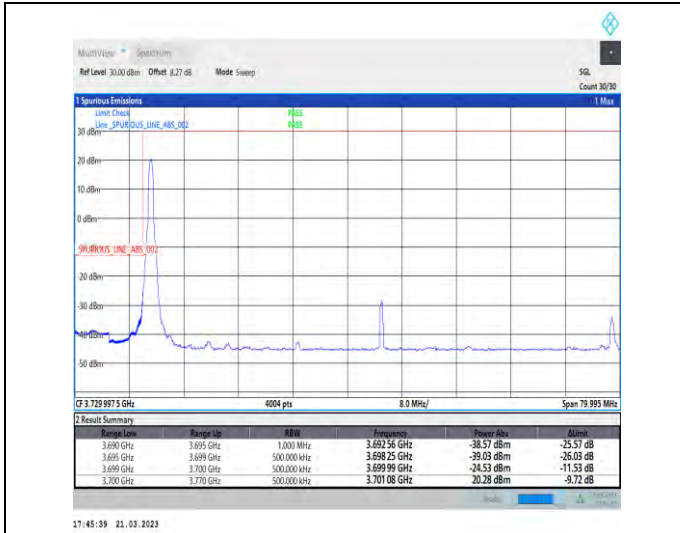 MultiView Spectrum
Ref Level 30.00 dBm Offset 8.27 dB Mode Sweep SGL
Count 30/30
1 Spurious Emissions 1 Max
Limit Check PASS
Line _SPURIOUS_LINE_ABS_002 PASS
30 dBm
20 dBm
10 dBm
0 dBm
_SPURIOUS_LINE_ABS_002
-20 dBm
-30 dBm
-40 dBm
-50 dBm
CF 3.729 997 5 GHz 4004 pts 8.0 MHz/ Span 79.995 MHz
2 Result Summary
Range Low Range Up RBW Frequency Power Abs ΔLimit
3.690 GHz 3.695 GHz 1.000 MHz 3.692 56 GHz -38.57 dBm -25.57 dB
3.695 GHz 3.699 GHz 500.000 kHz 3.698 25 GHz -39.03 dBm -26.03 dB
3.699 GHz 3.700 GHz 500.000 kHz 3.699 99 GHz -24.53 dBm -11.53 dB
3.700 GHz 3.770 GHz 500.000 kHz 3.701 08 GHz 20.28 dBm -9.72 dB
Ready
17:45:39 21.03.2023